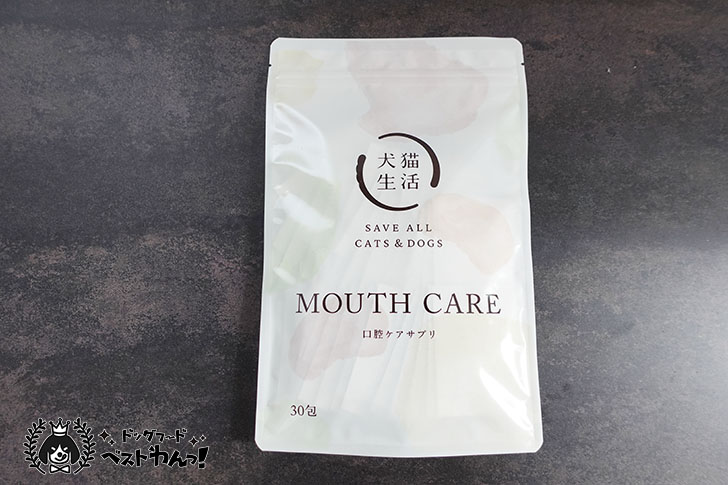 犬猫
生活
SAVE ALL
CATS & DOGS
MOUTH CARE
口腔ケアサプリ
30包
ドッグフード
ベストわんっ!